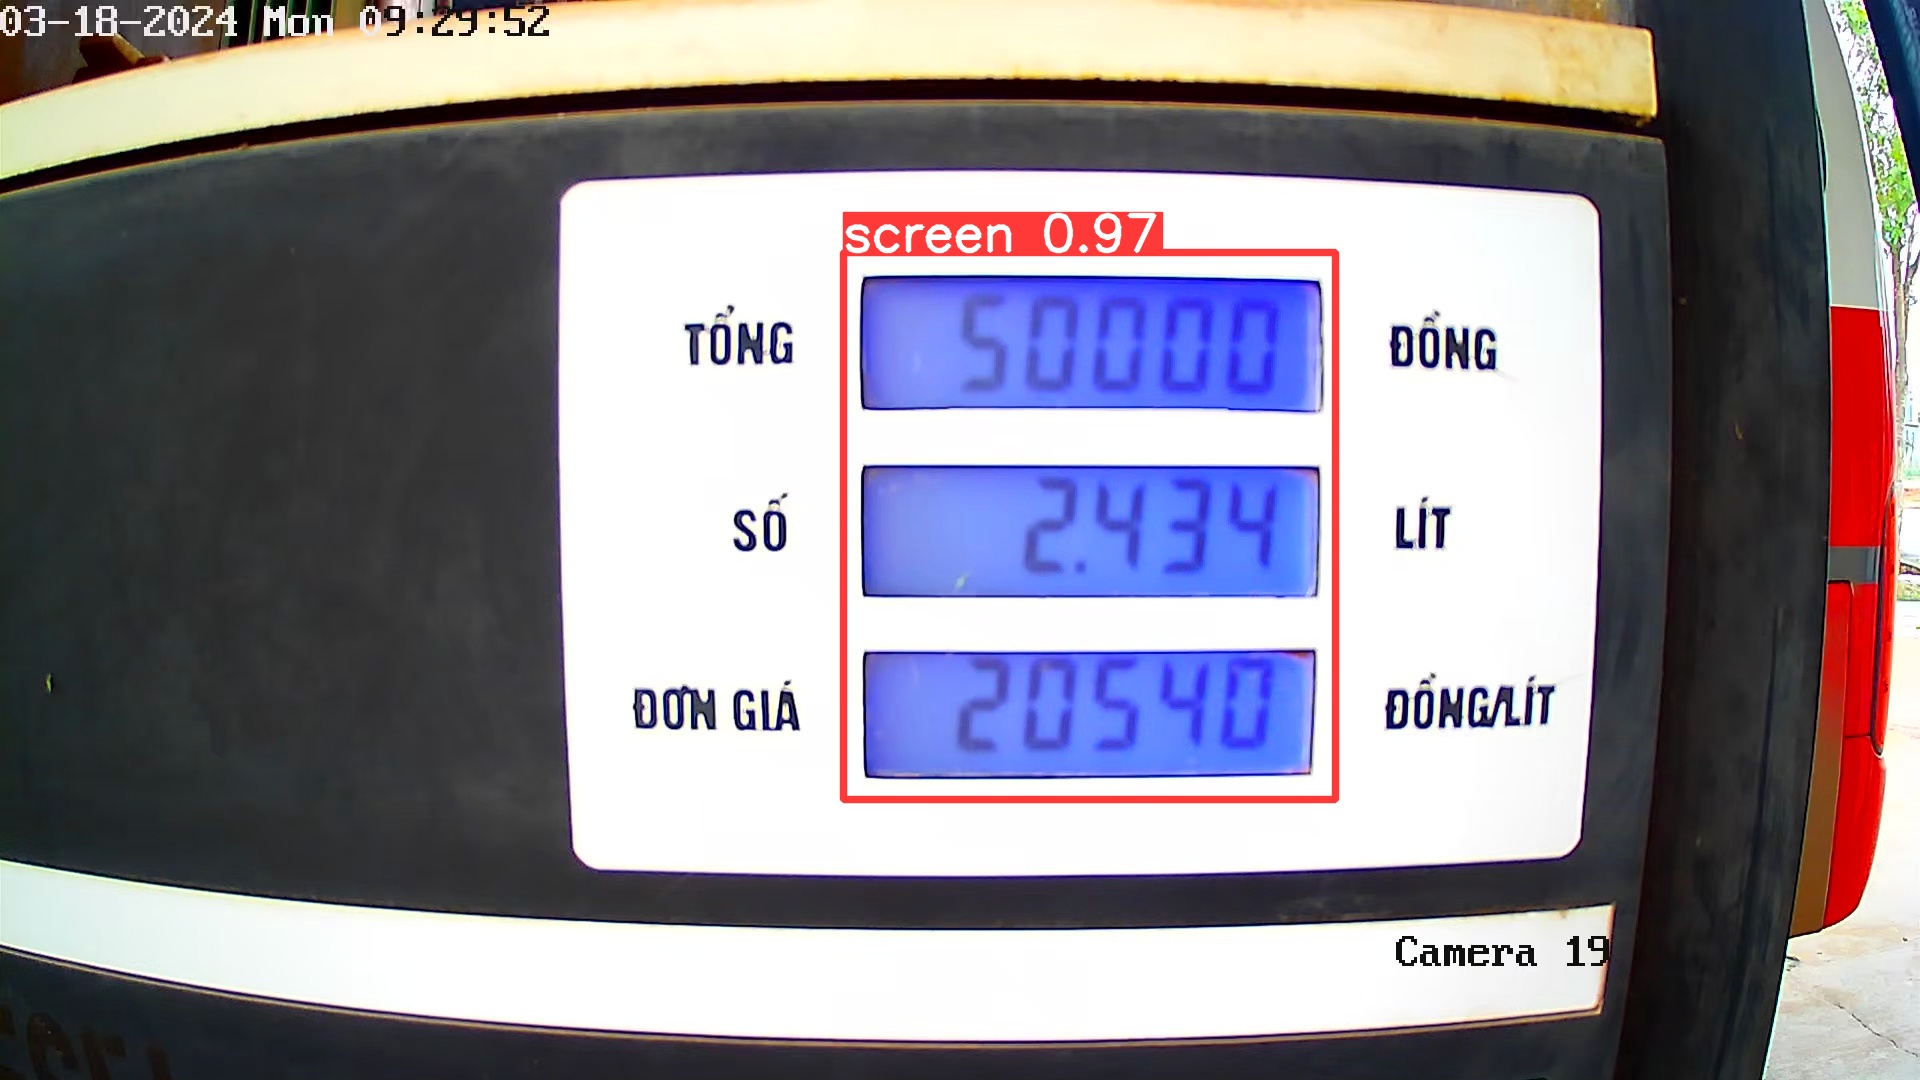 03-18-2024 Mon 09:29:52
screen 0.97
TỔNG 50000 ĐỒNG
SỐ 2.434 LÍT
ĐƠN GIÁ 20540 ĐỒNG/LÍT
Camera 19